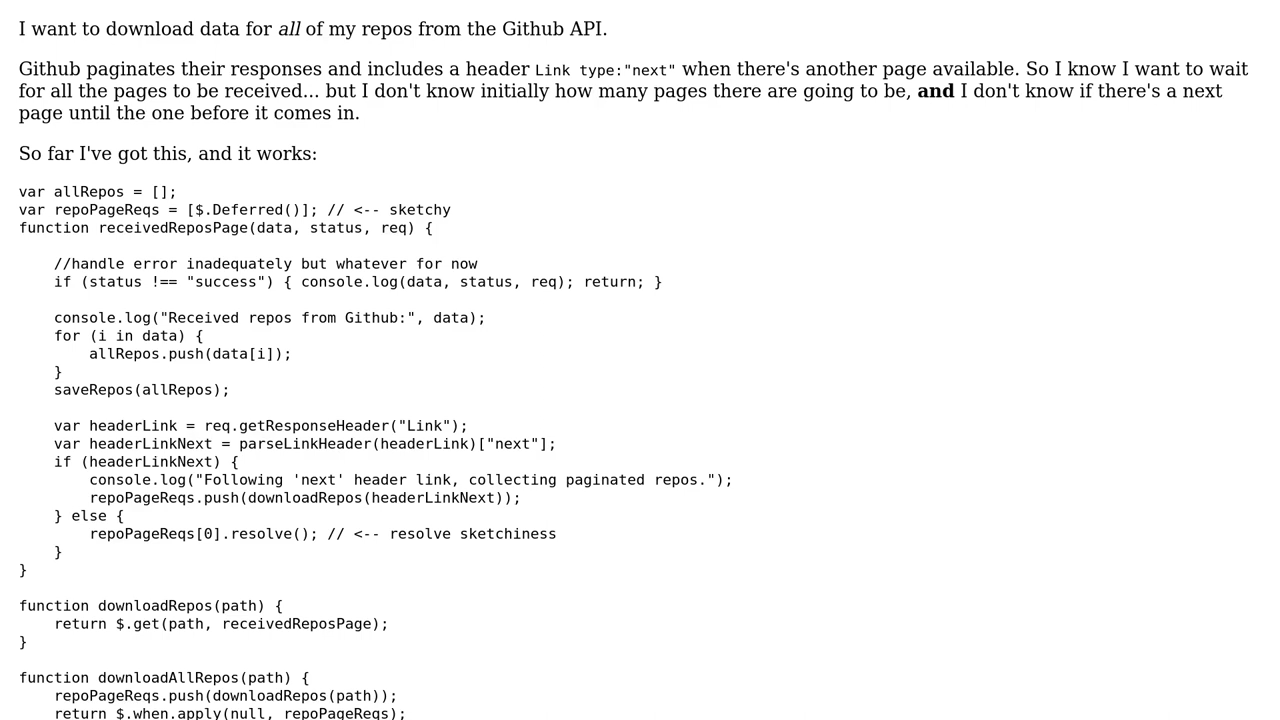 I want to download data for all of my repos from the Github API.
Github paginates their responses and includes a header Link type:"next" when there's another page available. So I know I want to wait
for all the pages to be received... but I don't know initially how many pages there are going to be, and I don't know if there's a next
page until the one before it comes in.
So far I've got this, and it works:
var allRepos = [];
var repoPageReqs = [$.Deferred()]; // <-- sketchy
function receivedReposPage(data, status, req) {
    //handle error inadequately but whatever for now
    if (status !== "success") { console.log(data, status, req); return; }
    console.log("Received repos from Github:", data);
    for (i in data) {
        allRepos.push(data[i]);
    }
    saveRepos(allRepos);
    var headerLink = req.getResponseHeader("Link");
    var headerLinkNext = parseLinkHeader(headerLink)["next"];
    if (headerLinkNext) {
        console.log("Following 'next' header link, collecting paginated repos.");
        repoPageReqs.push(downloadRepos(headerLinkNext));
    } else {
        repoPageReqs[0].resolve(); // <-- resolve sketchiness
    }
}
function downloadRepos(path) {
    return $.get(path, receivedReposPage);
}
function downloadAllRepos(path) {
    repoPageReqs.push(downloadRepos(path));
    return $.when.apply(null, repoPageReqs);